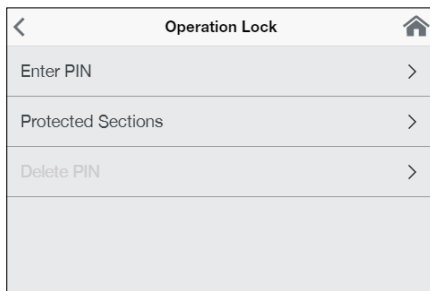 Operation Lock
Enter PIN
Protected Sections
Delete PIN